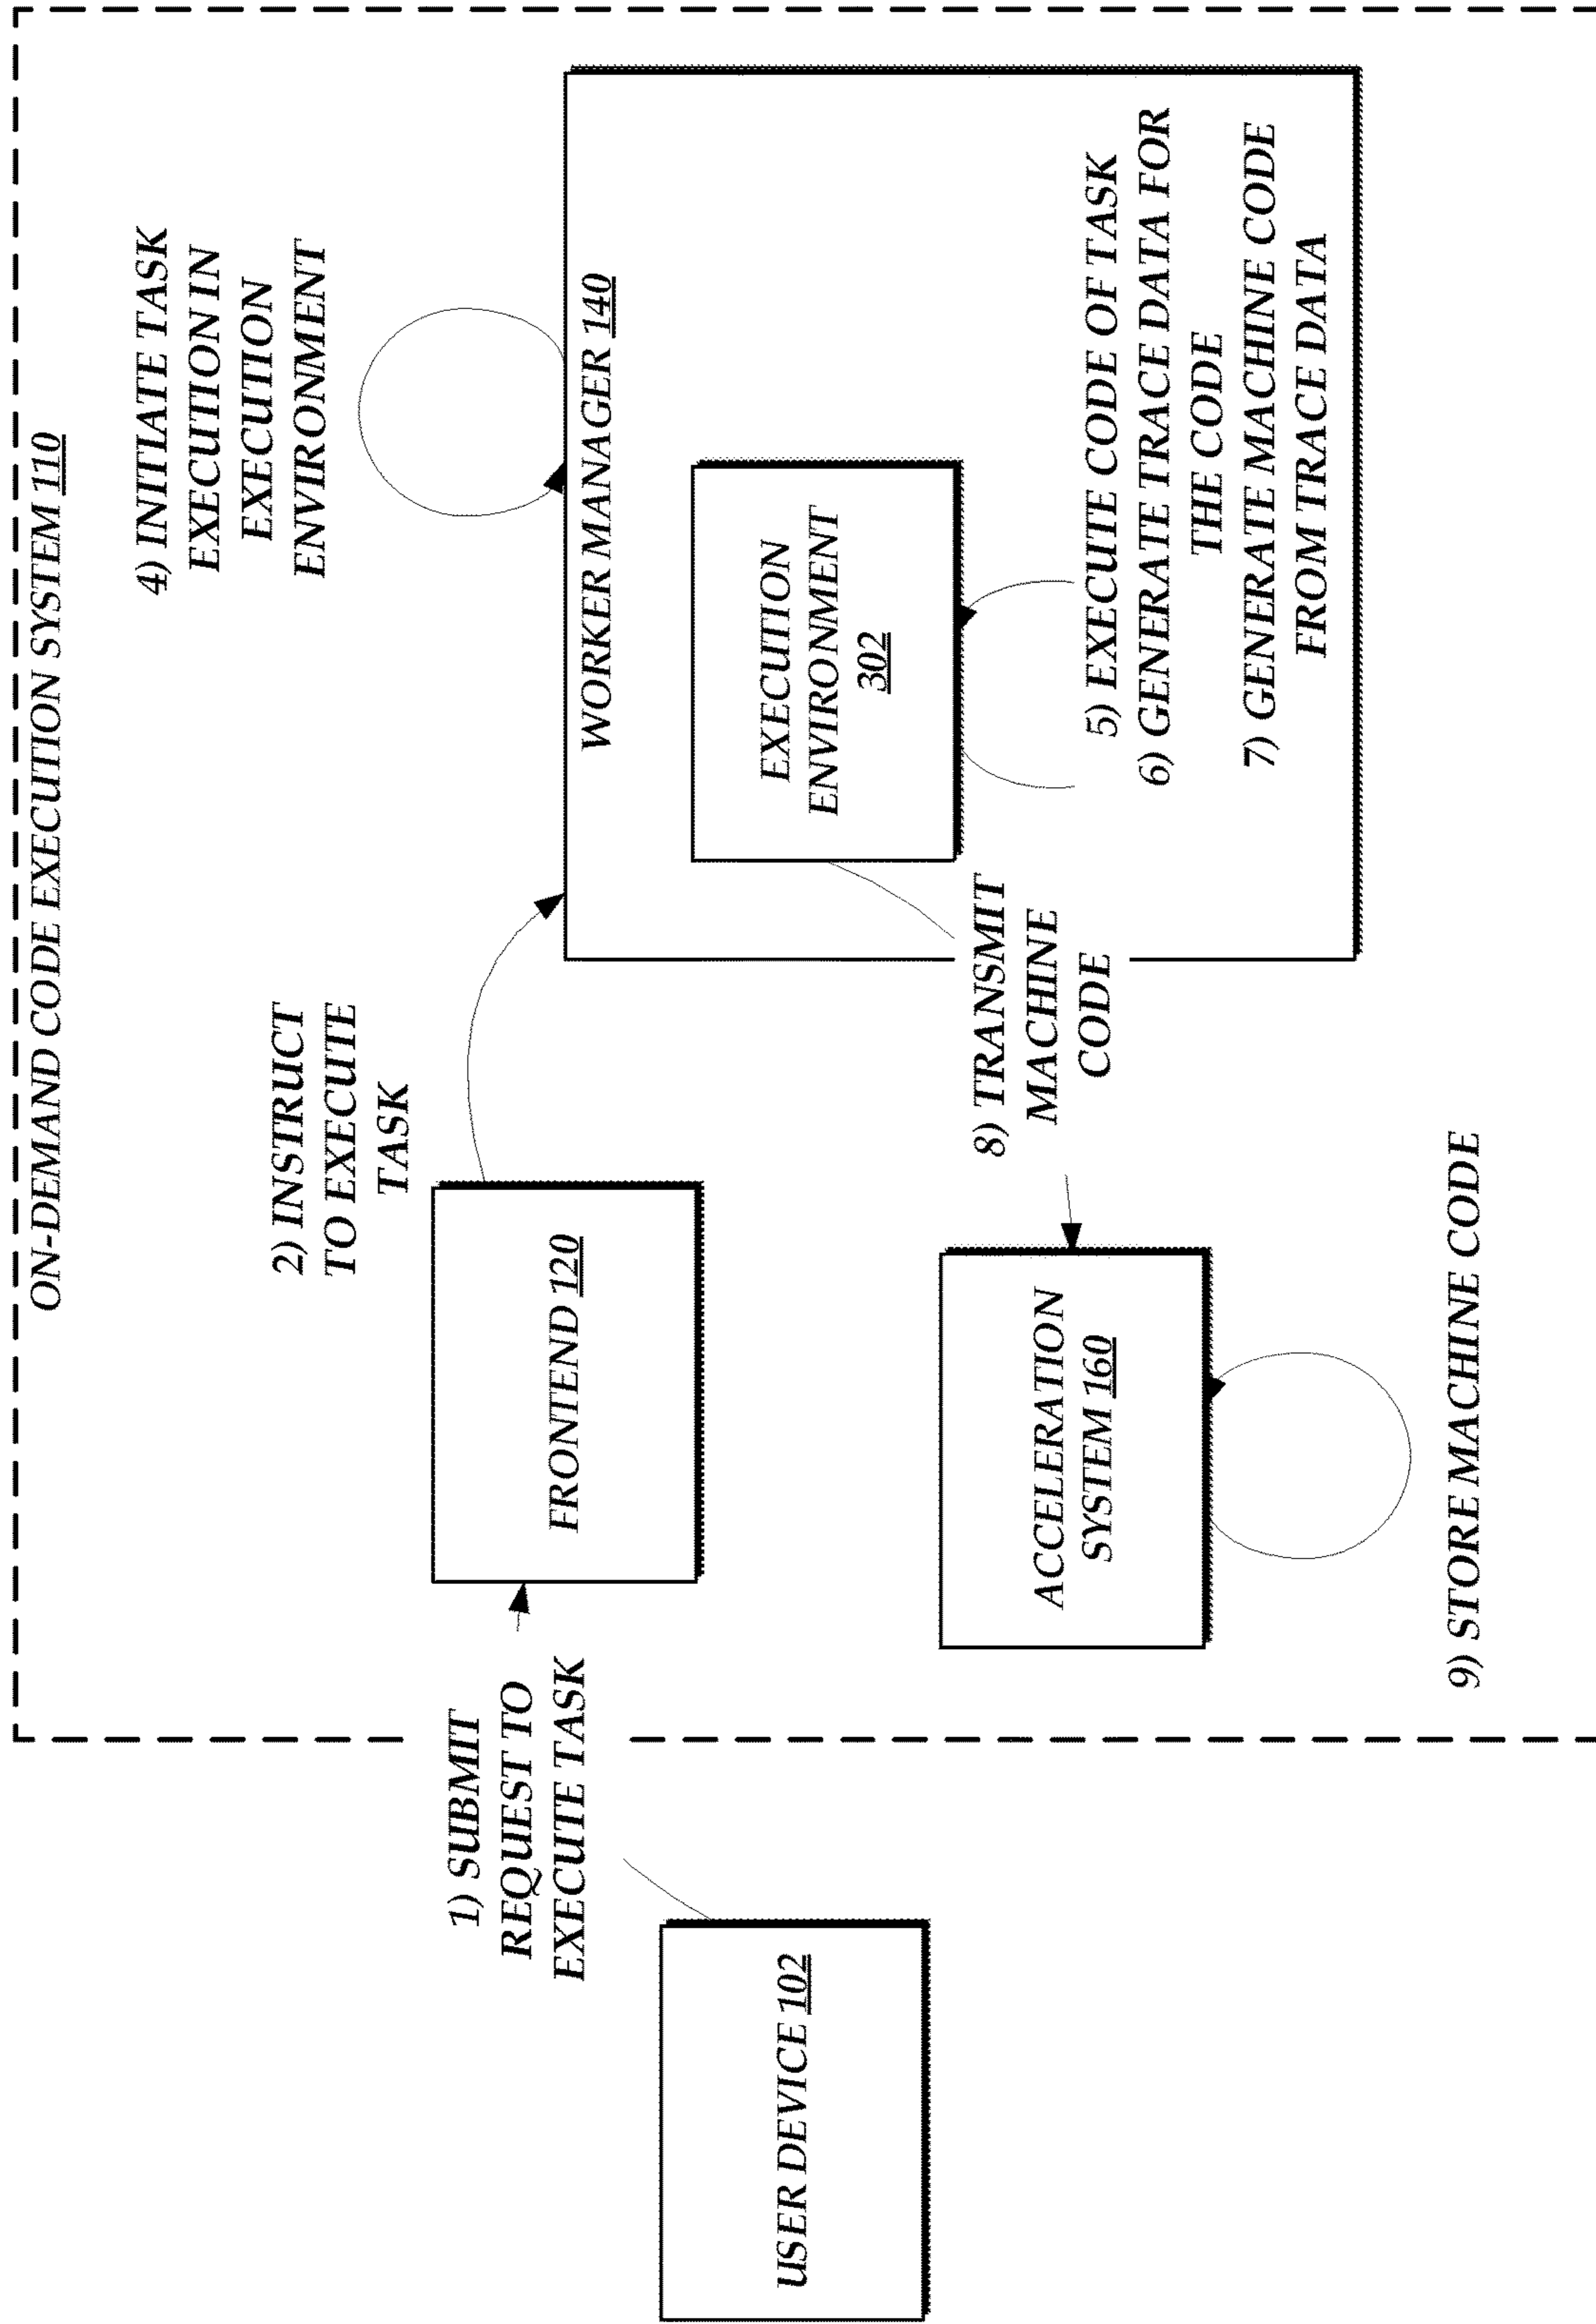 ON-DEMAND CODE EXECUTION SYSTEM 110
4) INITIATE TASK
EXECUTION IN
EXECUTION
ENVIRONMENT
2) INSTRUCT
TO EXECUTE
TASK
1) SUBMIT
REQUEST TO
EXECUTE TASK
USER DEVICE 102
FRONTEND 120
WORKER MANAGER 140
EXECUTION
ENVIRONMENT
302
5) EXECUTE CODE OF TASK
6) GENERATE TRACE DATA FOR
THE CODE
7) GENERATE MACHINE CODE
FROM TRACE DATA
8) TRANSMIT
MACHINE
CODE
ACCELERATION
SYSTEM 160
9) STORE MACHINE CODE